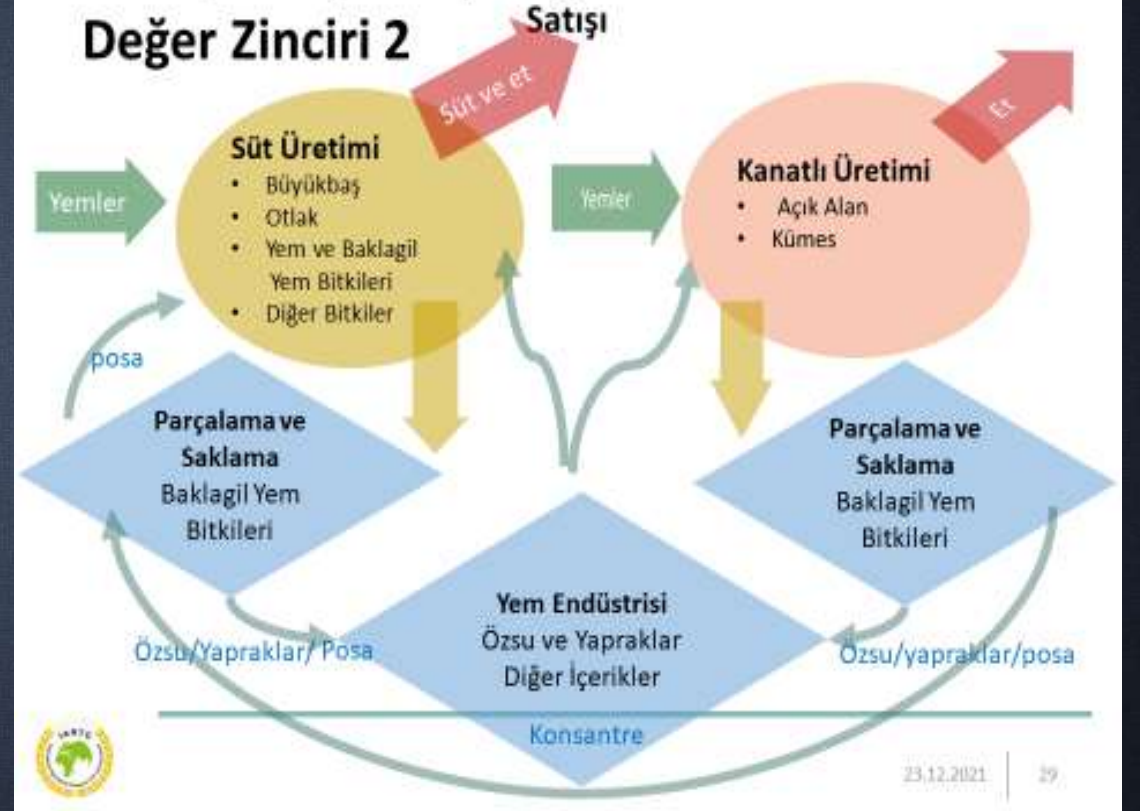 Değer Zinciri 2
Satışı
Süt ve et
Et
Yemler
Süt Üretimi
• Büyükbaş
• Otlak
• Yem ve Baklagil
Yem Bitkileri
• Diğer Bitkiler
Yemler
Kanatlı Üretimi
• Açık Alan
• Kümes
posa
Parçalama ve
Saklama
Baklagil Yem
Bitkileri
Parçalama ve
Saklama
Baklagil Yem
Bitkileri
Yem Endüstrisi
Özsu ve Yapraklar
Diğer İçerikler
Özsu/Yapraklar/ Posa
Özsu/yapraklar/posa
Konsantre
23.12.2021
29